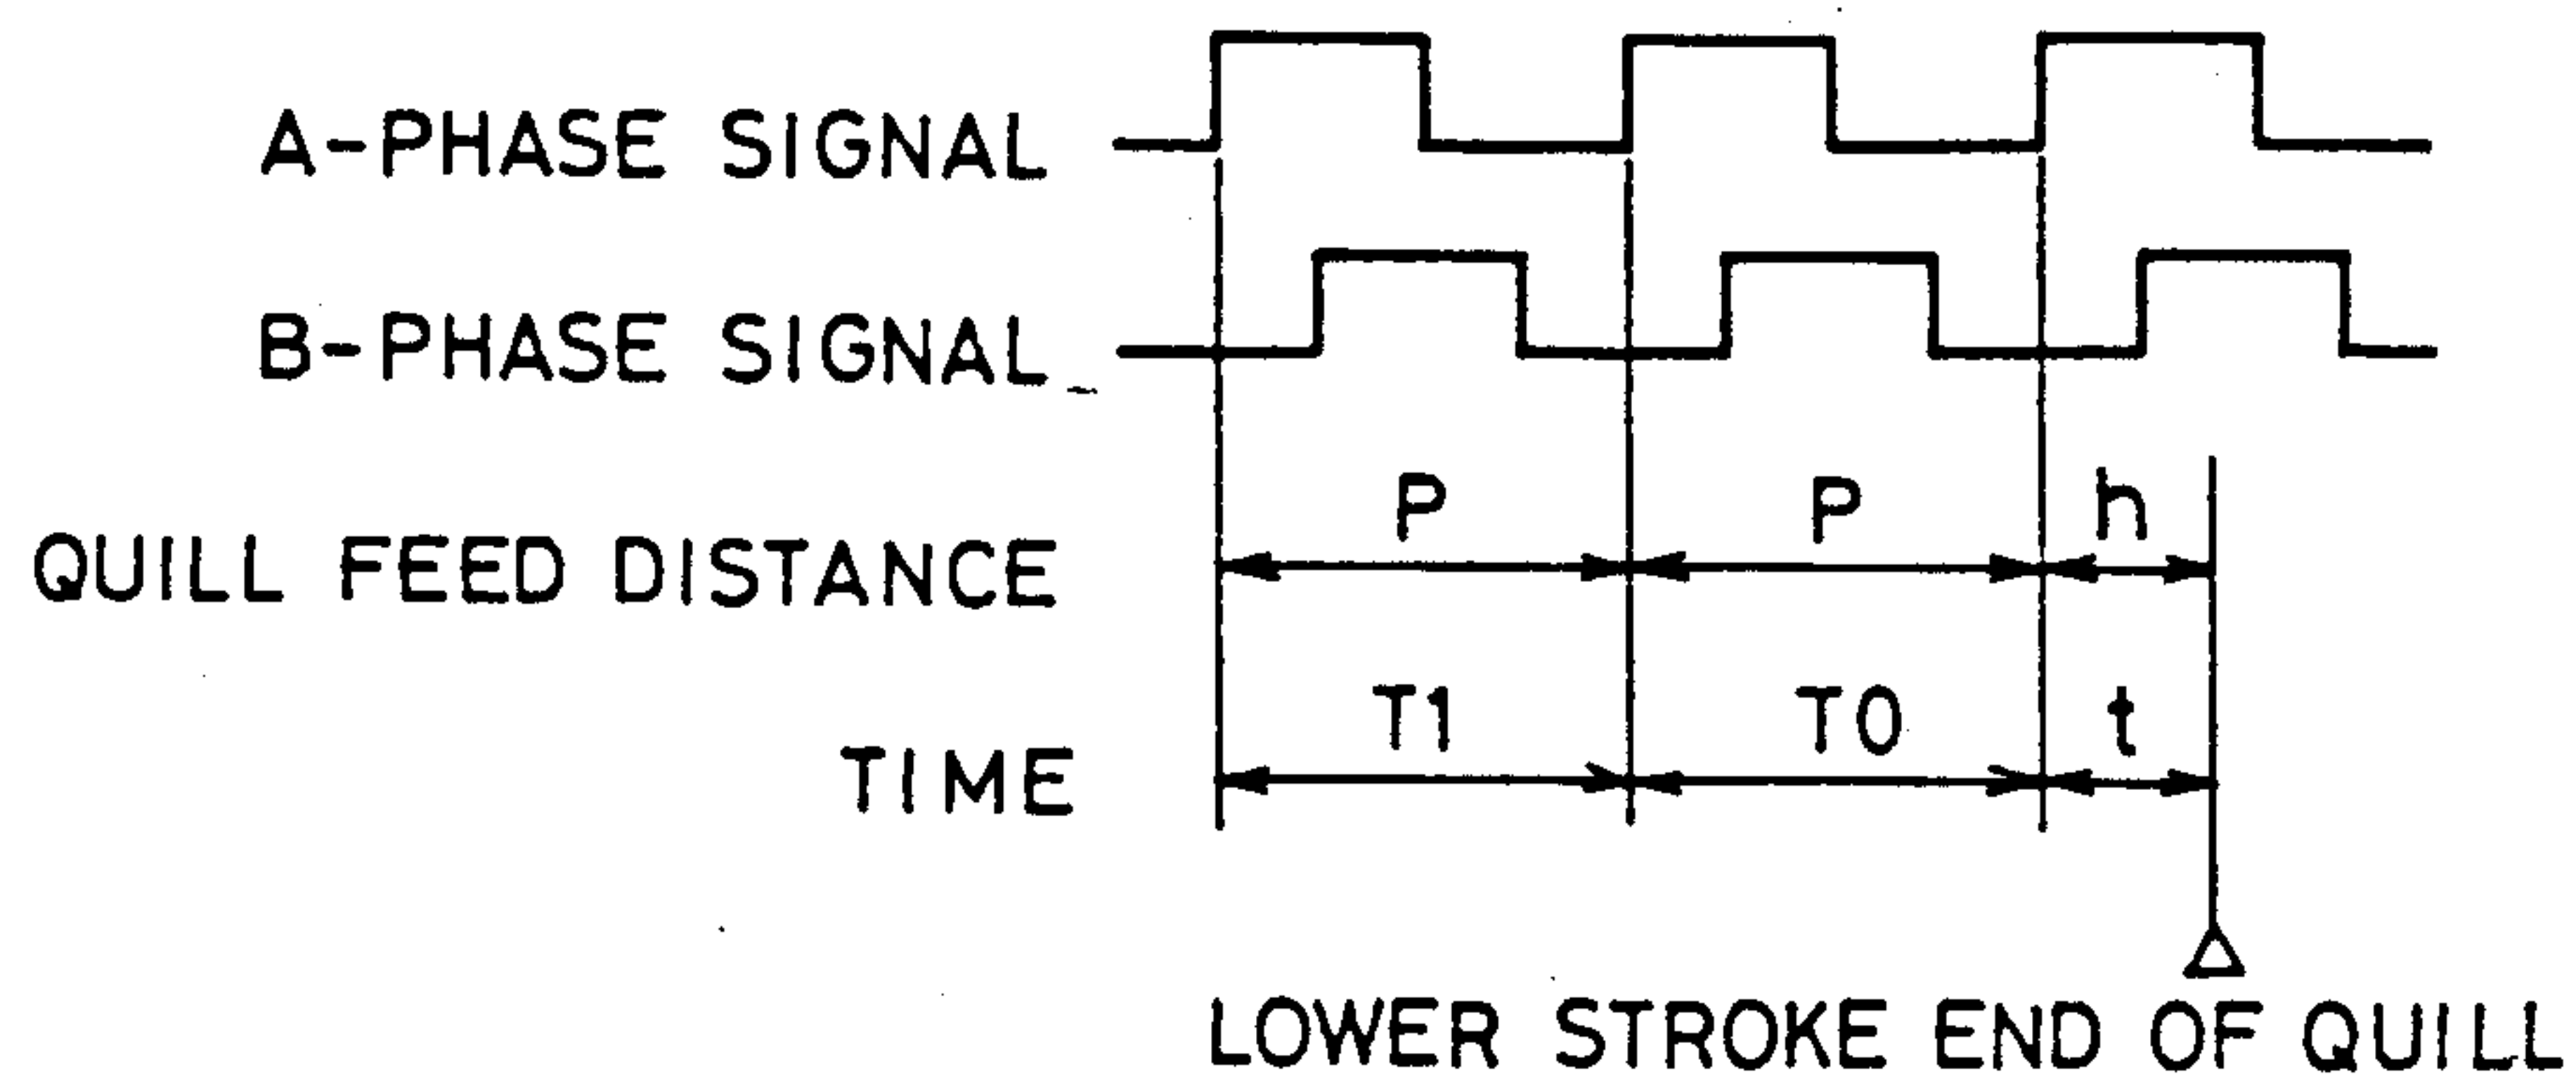 A-PHASE SIGNAL
B-PHASE SIGNAL
QUILL FEED DISTANCE
P P h
TIME
T1 T0 t
LOWER STROKE END OF QUILL